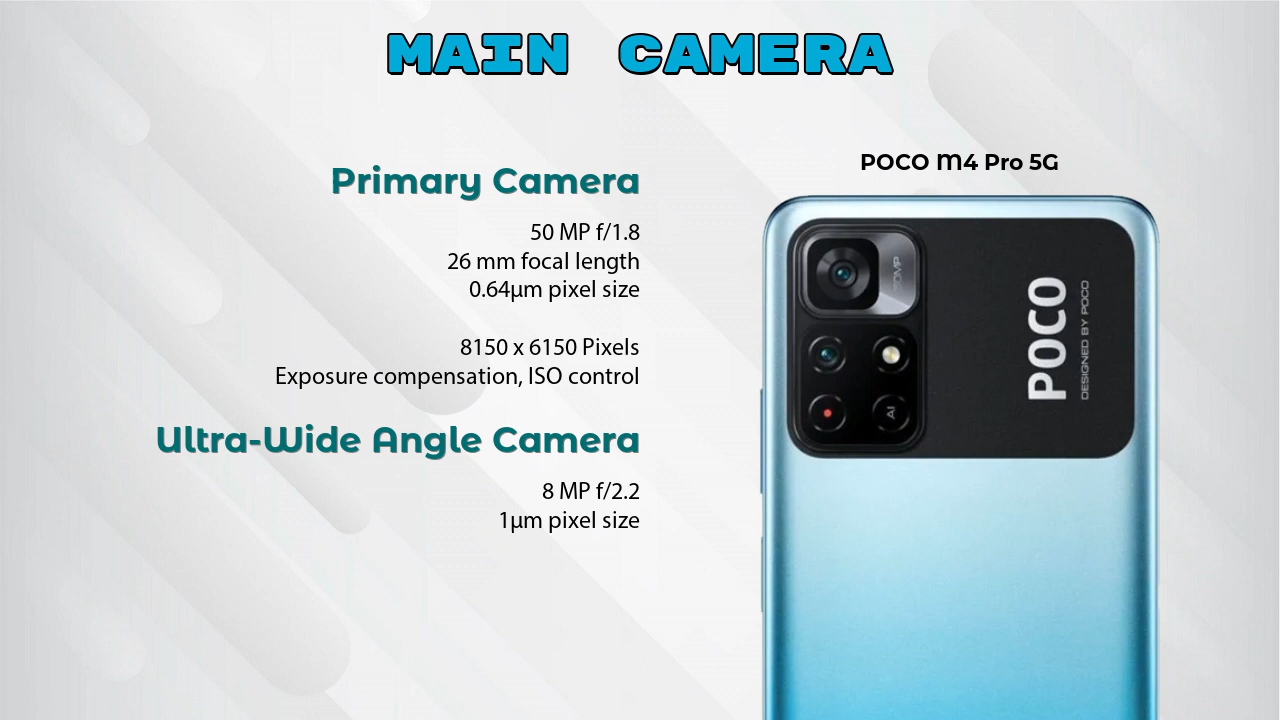 MAIN CAMERA
Primary Camera
50 MP f/1.8
26 mm focal length
0.64µm pixel size
8150 x 6150 Pixels
Exposure compensation, ISO control
Ultra-Wide Angle Camera
8 MP f/2.2
1µm pixel size
POCO M4 Pro 5G
POCO
DESIGNED BY POCO
AI